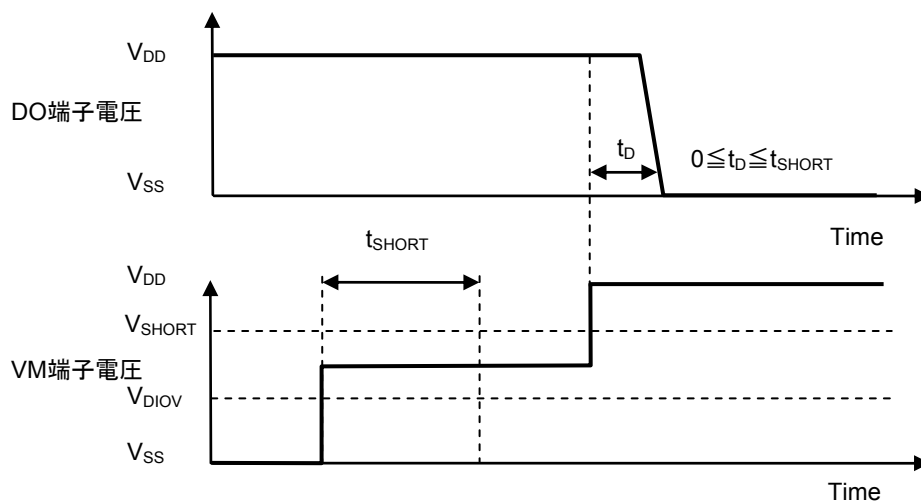 VDD
DO端子電圧
tD
0≦tD≦tSHORT
VSS
Time
tSHORT
VDD
VSHORT
VM端子電圧
VDIOV
VSS
Time